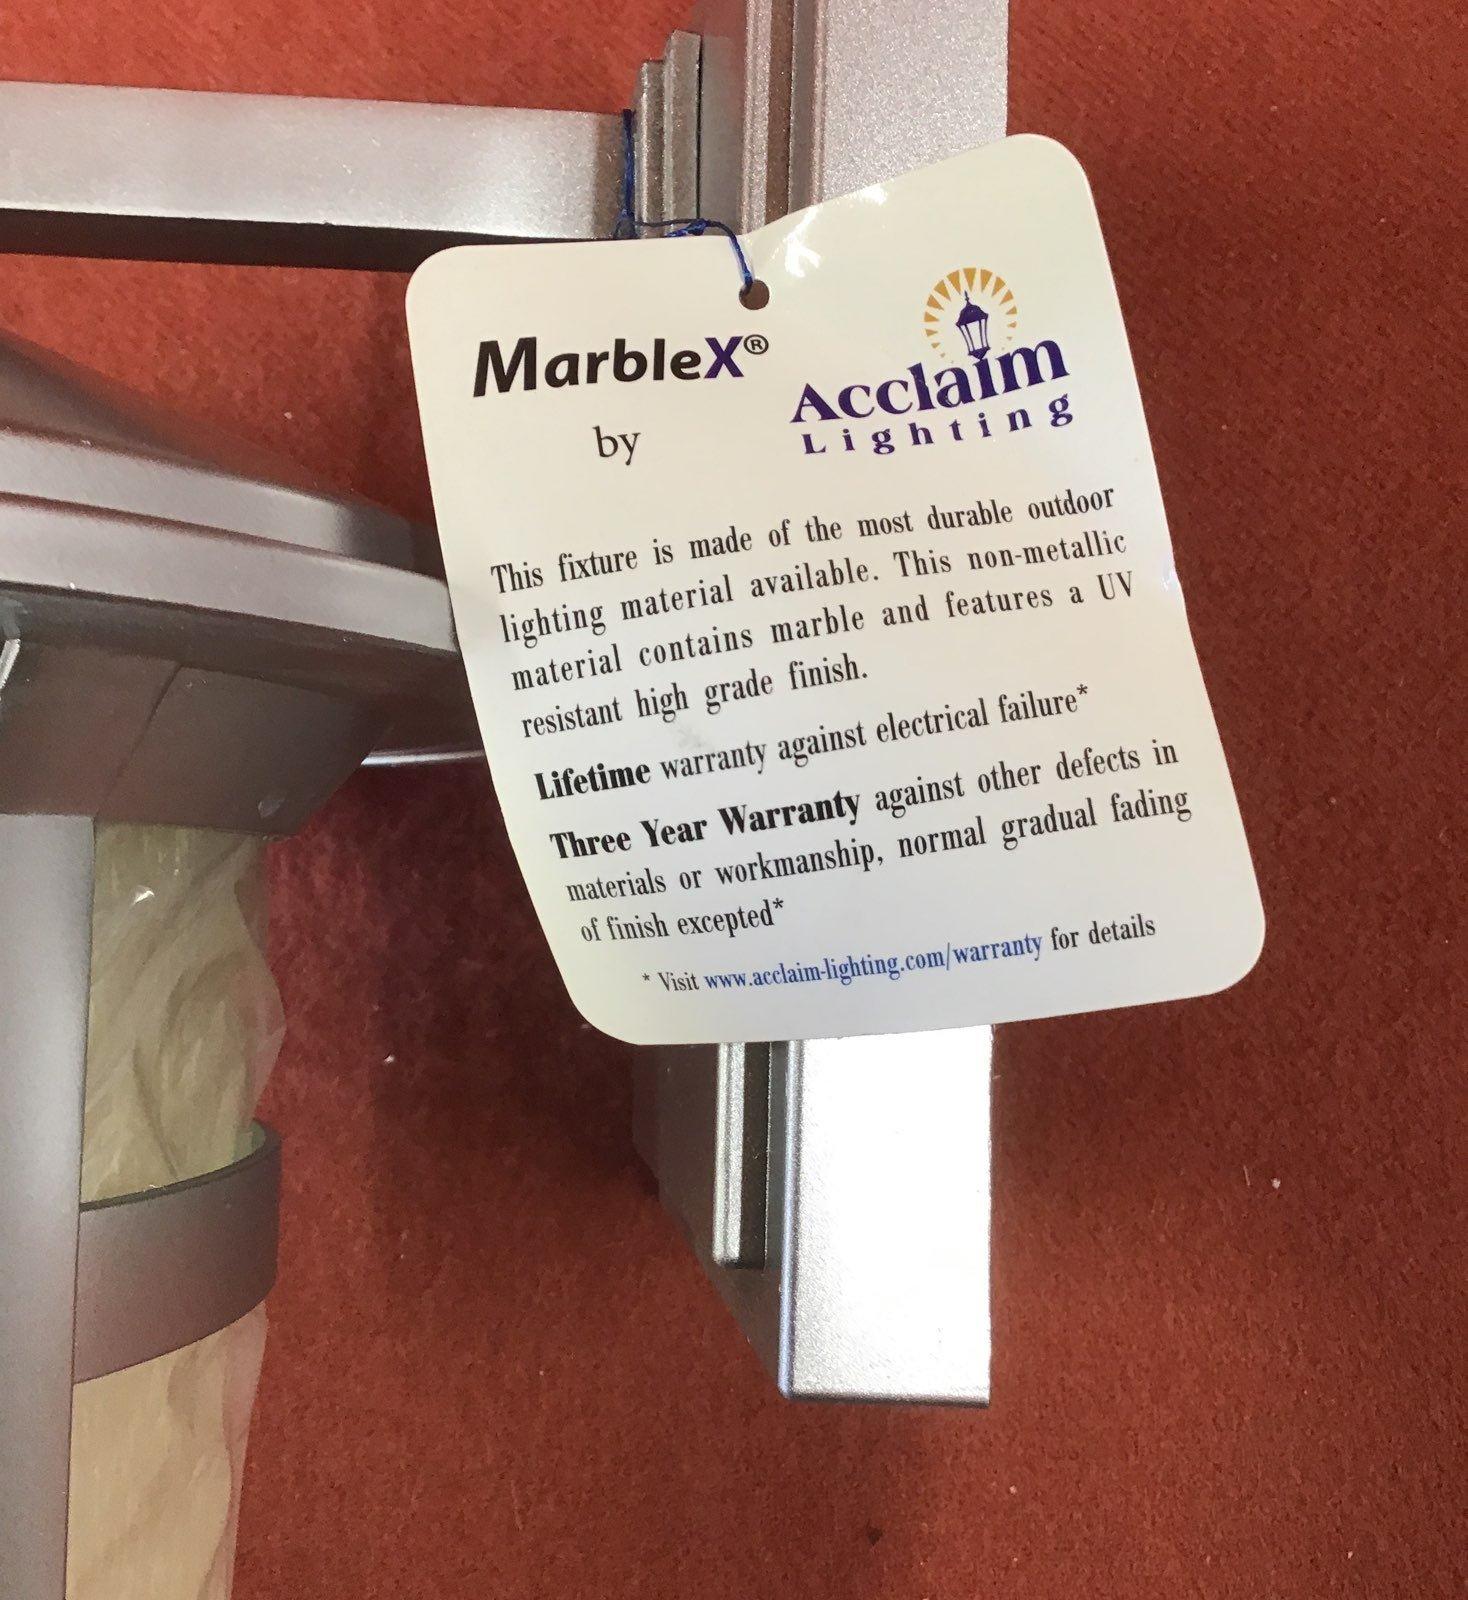 MarbleX®
by
Acclaim
Lighting
This fixture is made of the most durable outdoor
lighting material available. This non-metallic
material contains marble and features a UV
resistant high grade finish.
Lifetime warranty against electrical failure*
Three Year Warranty against other defects in
materials or workmanship, normal gradual fading
of finish excepted*
* Visit www.acclaim-lighting.com/warranty for details